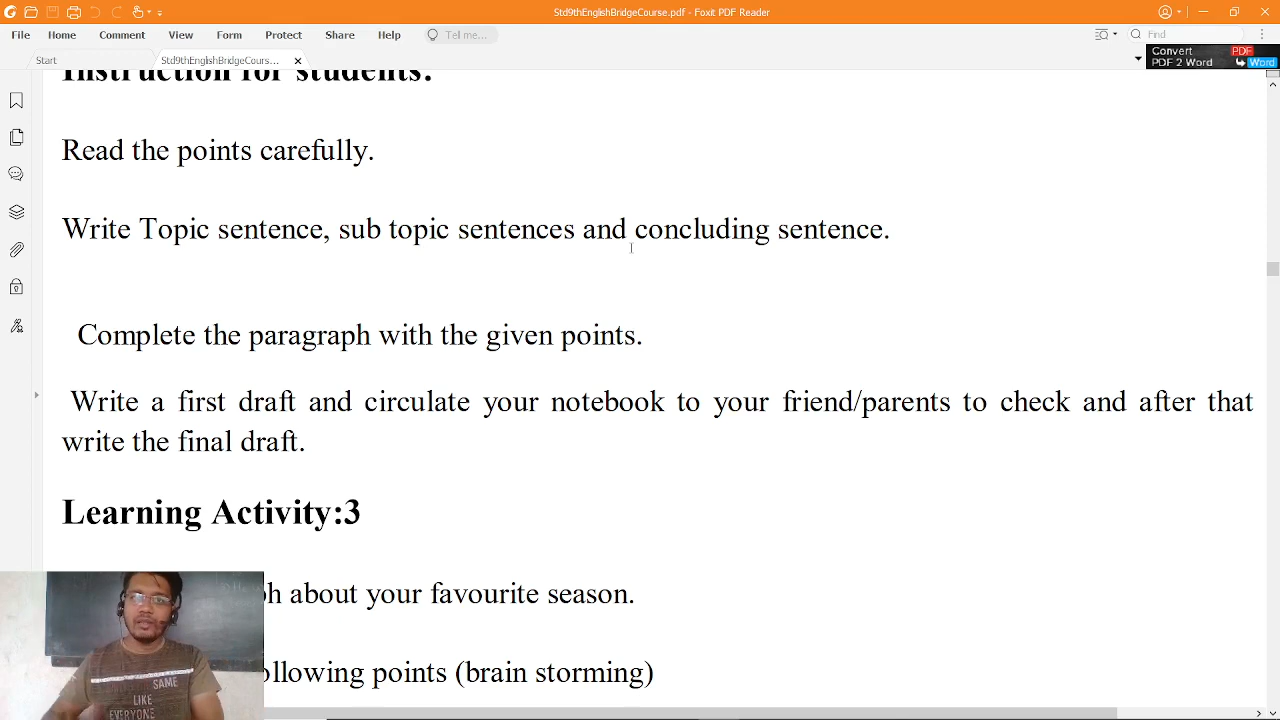 Std9thEnglishBridgeCourse.pdf - Foxit PDF Reader
File Home Comment View Form Protect Share Help Tell me... Find
Start Std9thEnglishBridgeCours... Convert PDF
PDF 2 Word Word
Instruction for students:
Read the points carefully.
Write Topic sentence, sub topic sentences and concluding sentence.
Complete the paragraph with the given points.
Write a first draft and circulate your notebook to your friend/parents to check and after that
write the final draft.
Learning Activity:3
about your favourite season.
following points (brain storming)
SAME
LIKE
EVERYONE